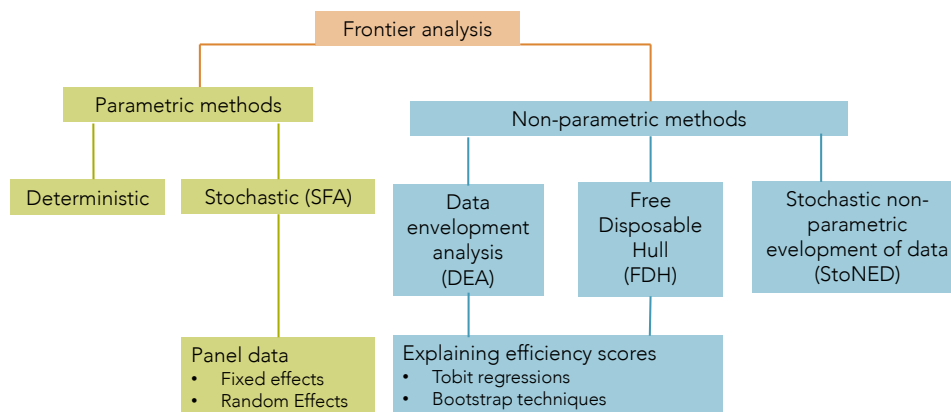 Frontier analysis
Parametric methods
Non-parametric methods
Deterministic
Stochastic (SFA)
Data
envelopment
analysis
(DEA)
Free
Disposable
Hull
(FDH)
Stochastic non-
parametric
evelopment of data
(StoNED)
Panel data
• Fixed effects
• Random Effects
Explaining efficiency scores
• Tobit regressions
• Bootstrap techniques